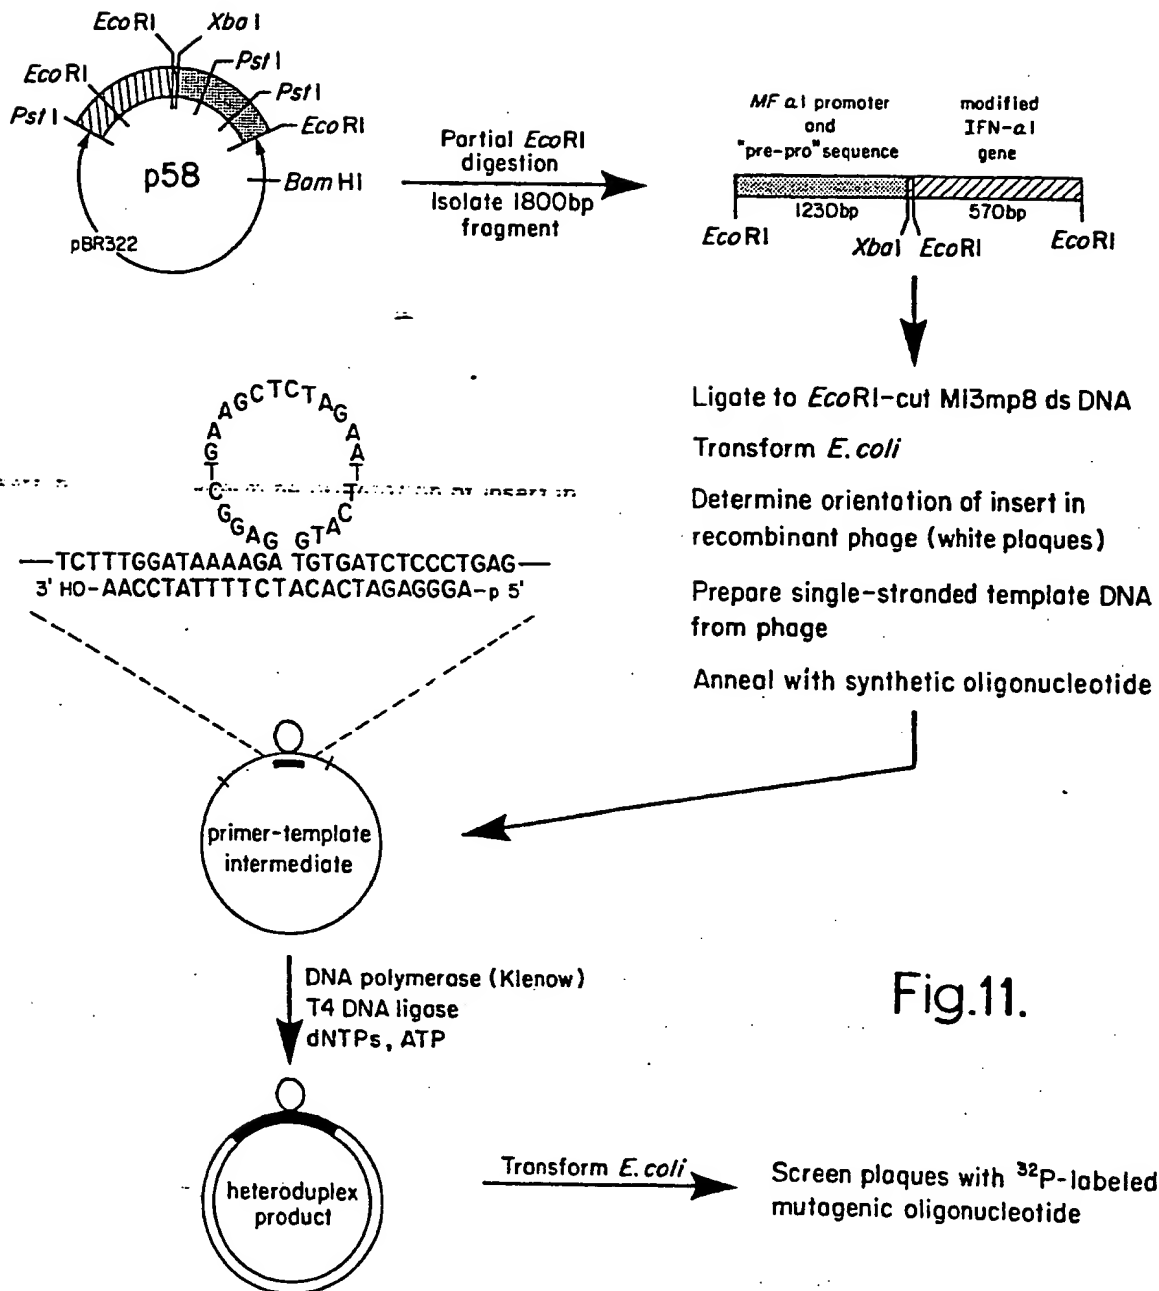 EcoRI XbaI
EcoRI PstI
PstI PstI
EcoRI
p58
BamHI
pBR322
Partial EcoRI
digestion
Isolate 1800bp
fragment
MF α1 promoter
and
"pre-pro" sequence
modified
IFN-α1
gene
1230bp 570bp
EcoRI XbaI EcoRI EcoRI
Ligate to EcoRI-cut M13mp8 ds DNA
Transform E. coli
Determine orientation of insert in
recombinant phage (white plaques)
Prepare single-stranded template DNA
from phage
Anneal with synthetic oligonucleotide
GAGGCTGAAGCTCTAGAATTCATG
—TCTTTGGATAAAAGA TGTGATCTCCCTGAG—
3' HO-AACCTATTTTCTACACTAGAGGGA-p 5'
primer-template
intermediate
DNA polymerase (Klenow)
T4 DNA ligase
dNTPs, ATP
Fig.11.
heteroduplex
product
Transform E. coli
Screen plaques with ³²P-labeled
mutagenic oligonucleotide